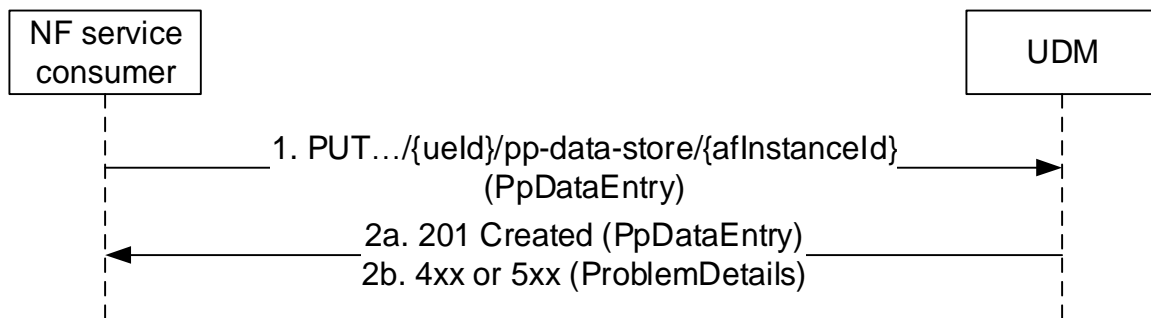 NF service
consumer
UDM
1. PUT…/{ueId}/pp-data-store/{afInstanceId}
(PpDataEntry)
2a. 201 Created (PpDataEntry)
2b. 4xx or 5xx (ProblemDetails)